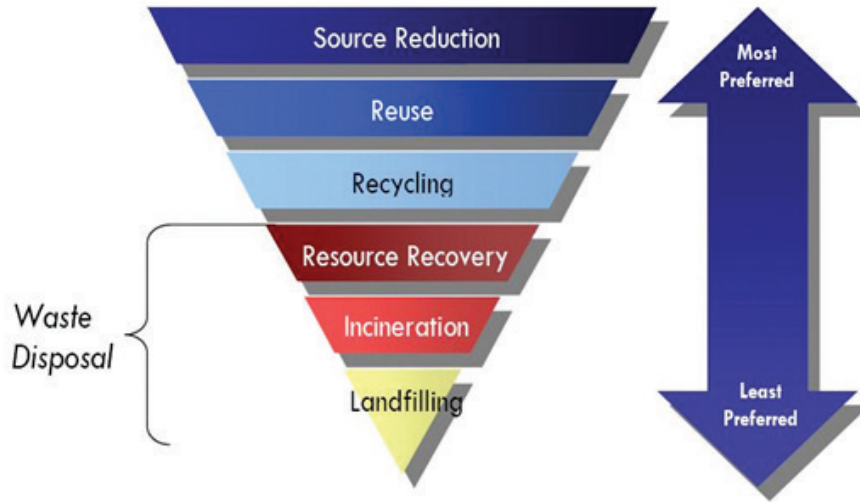 Source Reduction
Most
Preferred
Reuse
Recycling
Resource Recovery
Waste
Disposal
Incineration
Landfilling
Least
Preferred